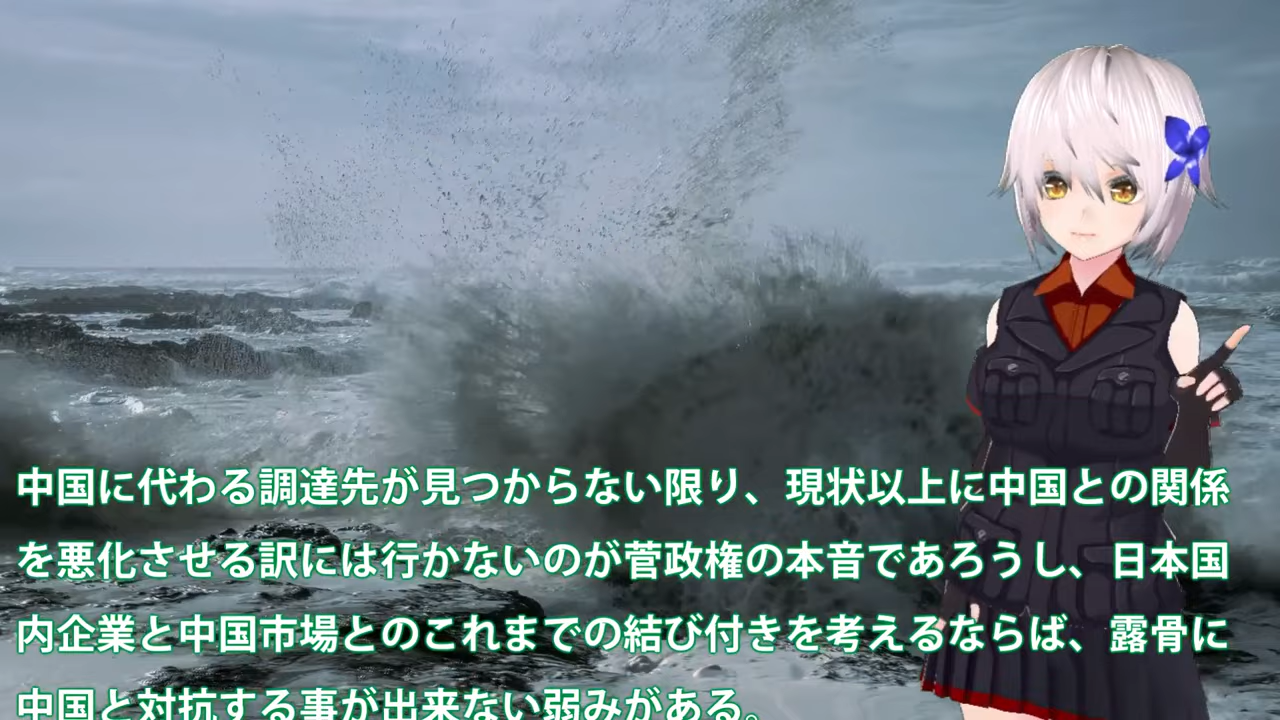 中国に代わる調達先が見つからない限り、現状以上に中国との関係
を悪化させる訳には行かないのが菅政権の本音であろうし、日本国
内企業と中国市場とのこれまでの結び付きを考えるならば、露骨に
中国と対抗する事が出来ない弱みがある。